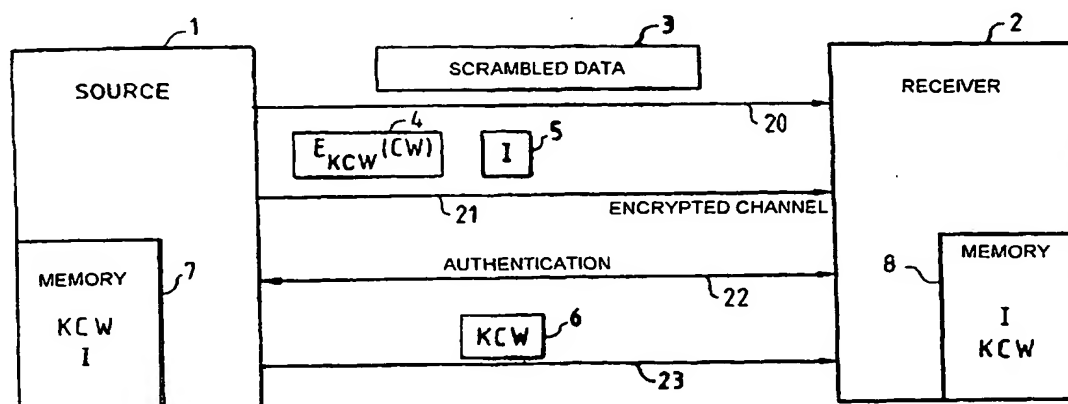 1
3
2
SCRAMBLED DATA
SOURCE
RECEIVER
20
4
5
E_KCW(CW)
I
21
ENCRYPTED CHANNEL
AUTHENTICATION
22
7
8
MEMORY
KCW
I
MEMORY
I
KCW
6
KCW
23